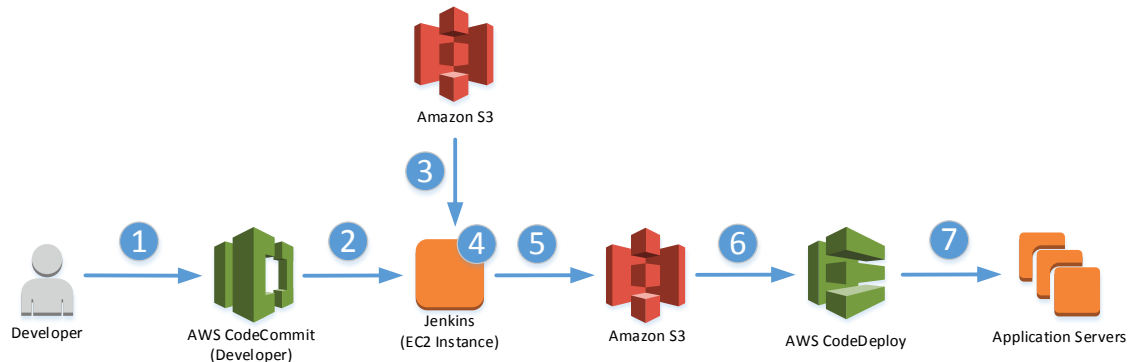 Amazon S3
3
1
2
4
5
6
7
Developer
AWS CodeCommit
(Developer)
Jenkins
(EC2 Instance)
Amazon S3
AWS CodeDeploy
Application Servers